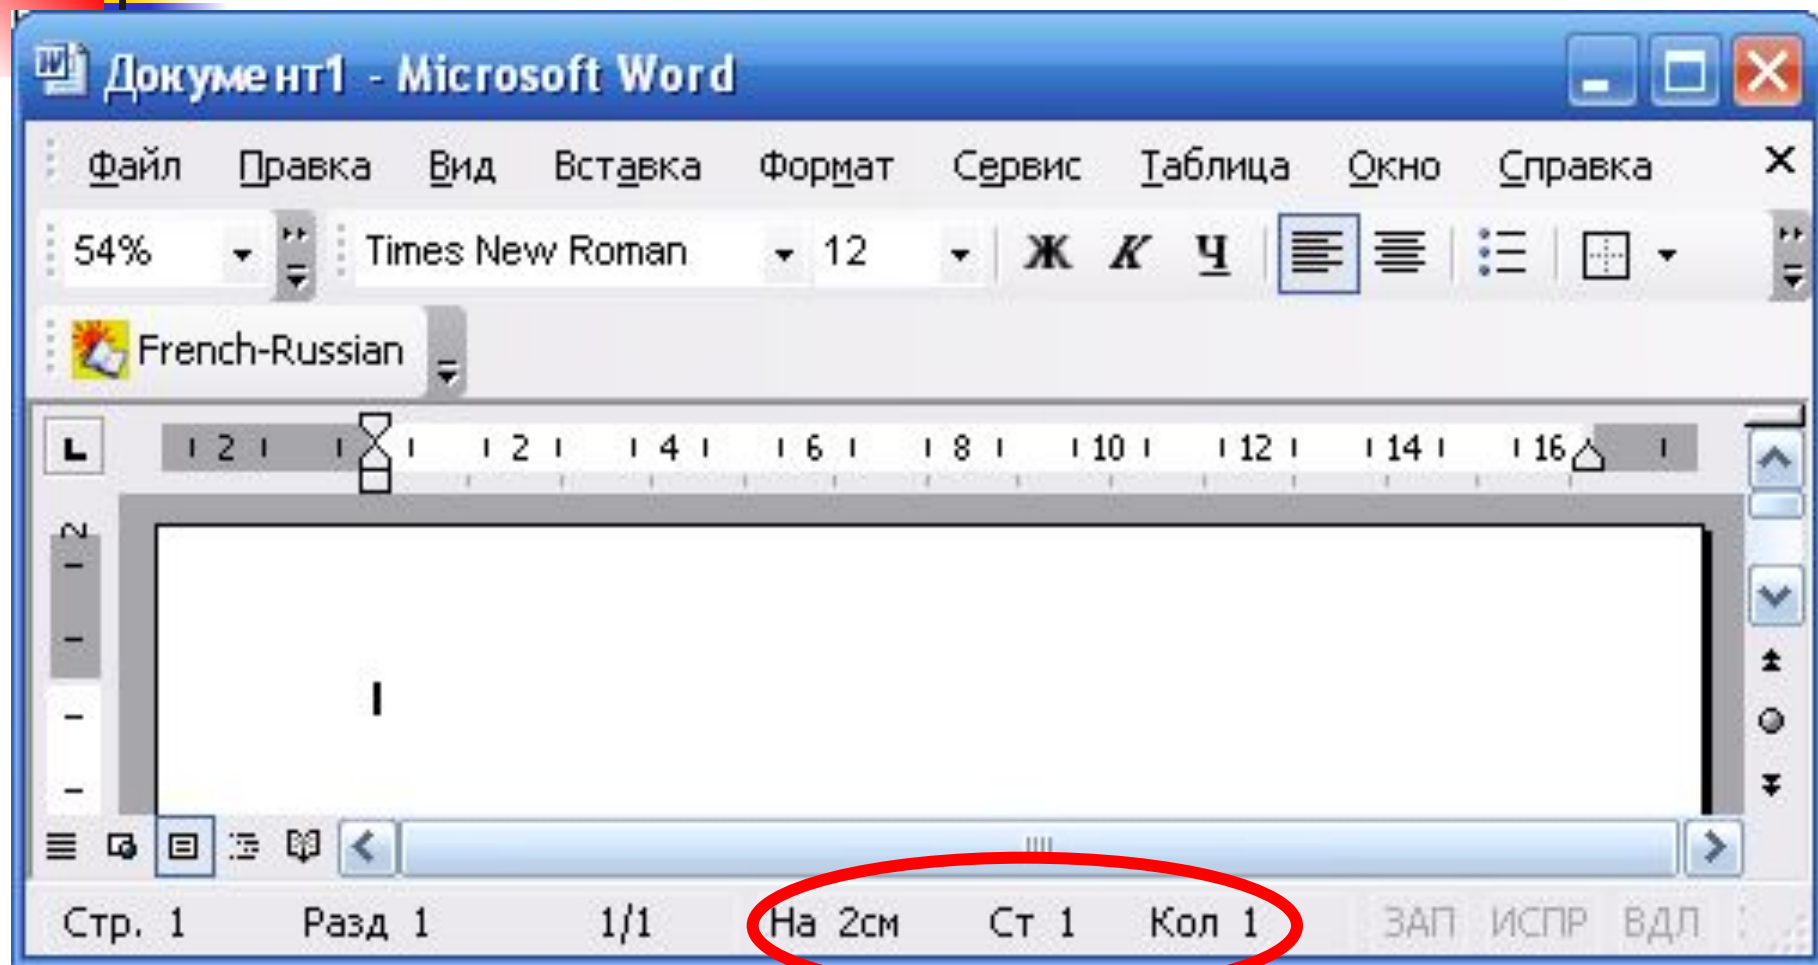 Документ1 - Microsoft Word
Файл Правка Вид Вставка Формат Сервис Таблица Окно Справка
54% Times New Roman 12 Ж К Ч
French-Russian
2 2 4 6 8 10 12 14 16
2
Стр. 1 Разд 1 1/1 На 2см Ст 1 Кол 1 ЗАП ИСПР ВДЛ